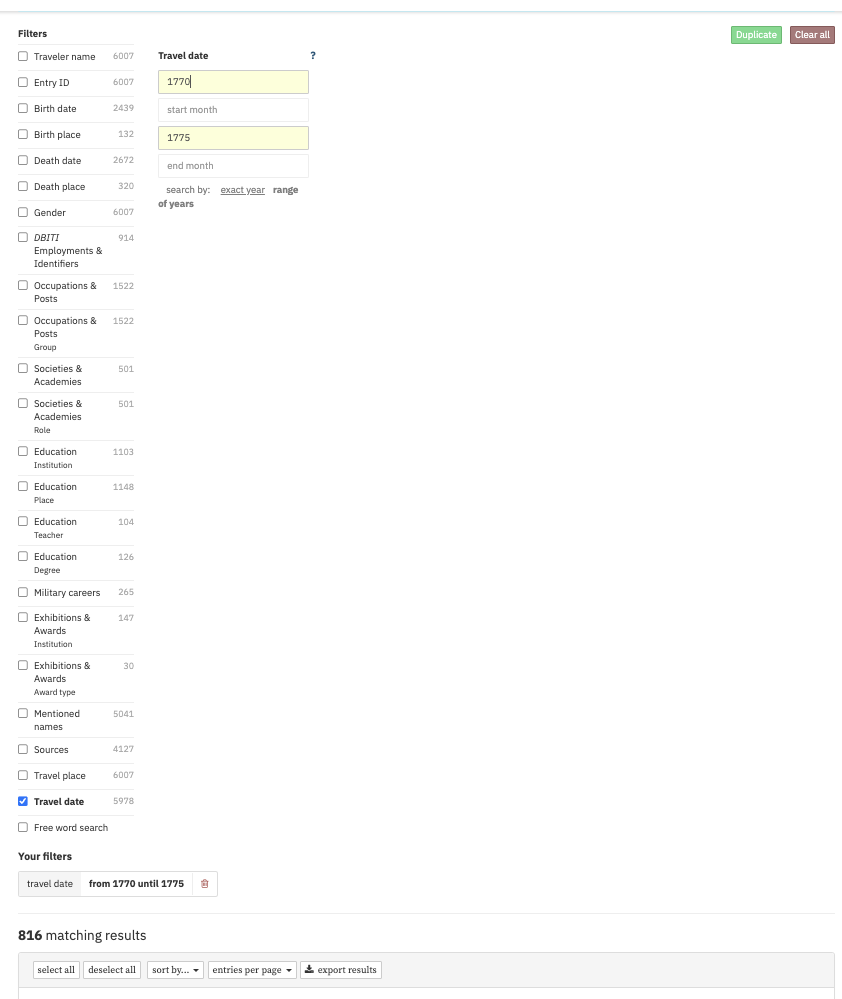 Filters
Duplicate Clear all
Traveler name 6007
Travel date ?
Entry ID 6007
1770
Birth date 2439
start month
Birth place 132
1775
Death date 2672
end month
Death place 320
search by: exact year range
of years
Gender 6007
DBITI 914
Employments &
Identifiers
Occupations & 1522
Posts
Occupations & 1522
Posts
Group
Societies & 501
Academies
Societies & 501
Academies
Role
Education 1103
Institution
Education 1148
Place
Education 104
Teacher
Education 126
Degree
Military careers 265
Exhibitions & 147
Awards
Institution
Exhibitions & 30
Awards
Award type
Mentioned 5041
names
Sources 4127
Travel place 6007
Travel date 5978
Free word search
Your filters
travel date from 1770 until 1775
816 matching results
select all deselect all sort by... entries per page export results